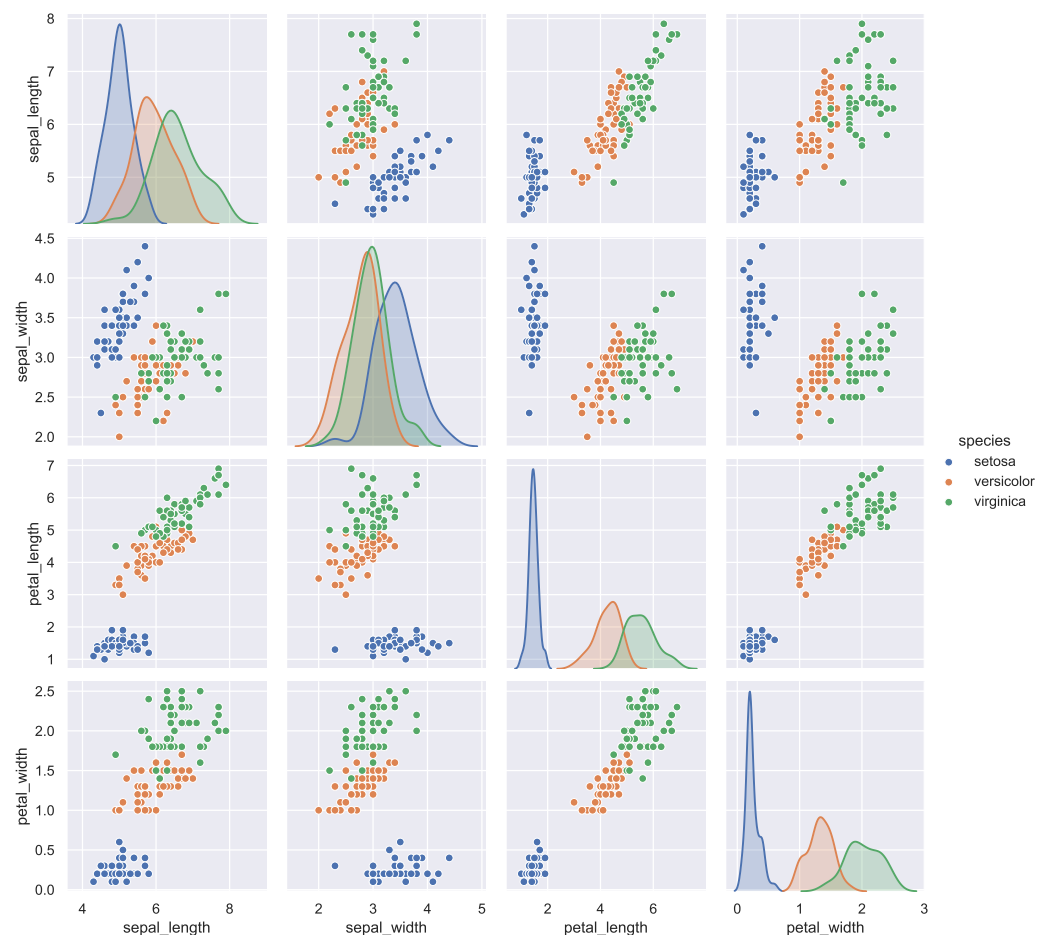 8
7
6
5
sepal_length
4.5
4.0
3.5
3.0
2.5
2.0
sepal_width
7
6
5
4
3
2
1
petal_length
2.5
2.0
1.5
1.0
0.5
0.0
petal_width
4 6 8
sepal_length
2 3 4 5
sepal_width
2 4 6
petal_length
0 1 2 3
petal_width
species
setosa
versicolor
virginica